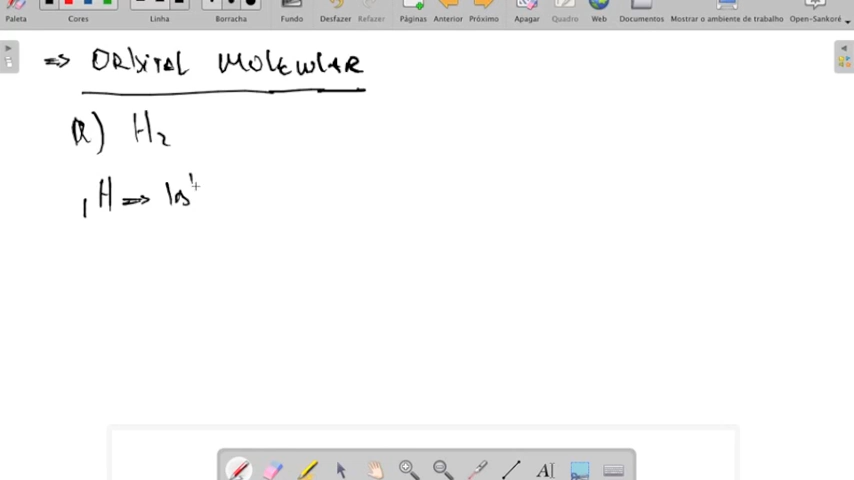 Paleta Cores Linha Borracha Fundo Desfazer Refazer Páginas Anterior Próximo Apagar Quadro Web Documentos Mostrar o ambiente de trabalho Open-Sankoré
⇒ ORBITAL MOLECULAR
a) H₂
₁H ⇒ 1s¹
AI